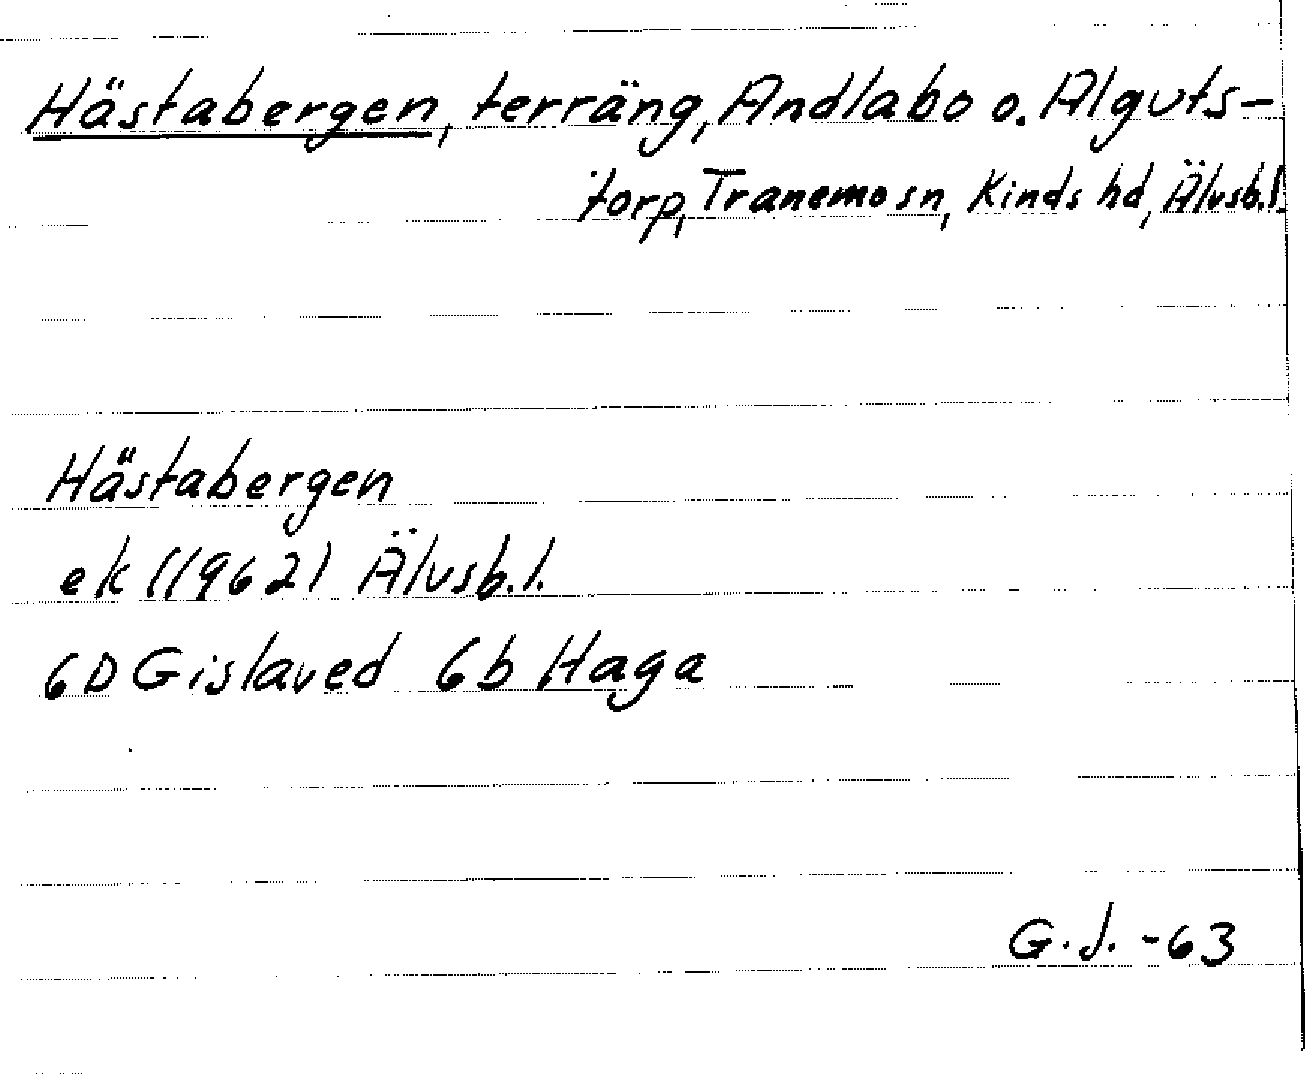 Hästabergen, terräng, Andlabo o. Alguts-
torp, Tranemo sn, Kinds hd, Älvsb.l.
Hästabergen
ek (1962) Älvsb.l.
6D Gislaved 6b Haga
G.J. -63